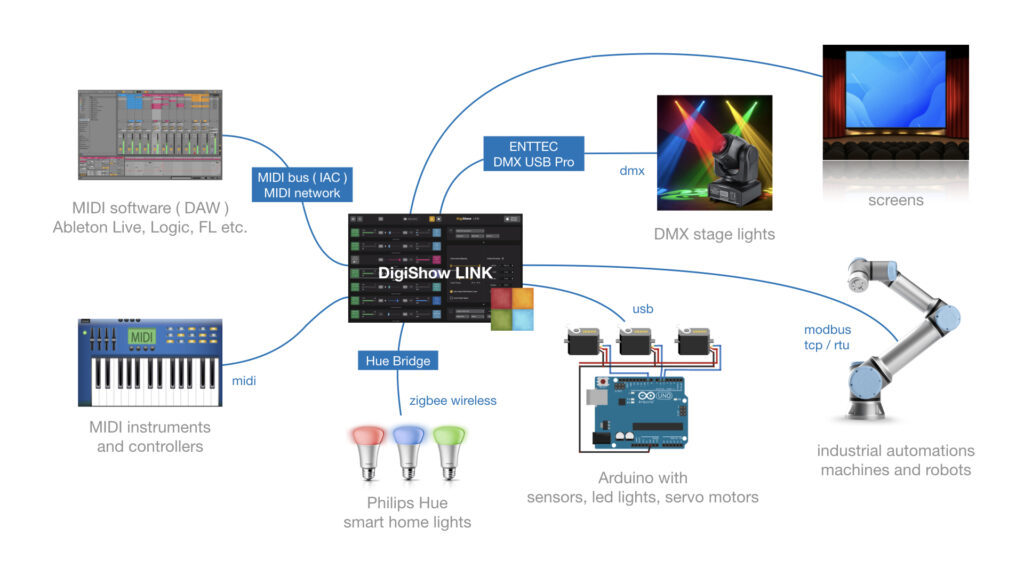 ENTTEC
DMX USB Pro
dmx
DMX stage lights
screens
MIDI bus ( IAC )
MIDI network
MIDI software ( DAW )
Ableton Live, Logic, FL etc.
DigiShow LINK
DigiShow LINK
usb
modbus
tcp / rtu
MIDI
midi
MIDI instruments
and controllers
Hue Bridge
zigbee wireless
Philips Hue
smart home lights
UNO
Arduino with
sensors, led lights, servo motors
industrial automations
machines and robots